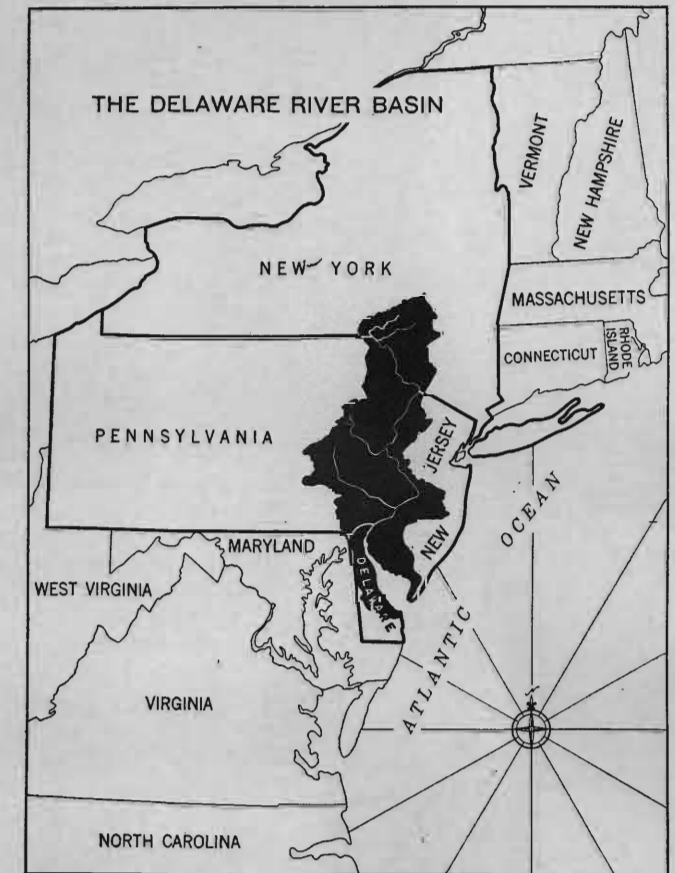 THE DELAWARE RIVER BASIN
VERMONT
NEW HAMPSHIRE
NEW YORK
MASSACHUSETTS
CONNECTICUT
RHODE
ISLAND
PENNSYLVANIA
NEW JERSEY
MARYLAND
DELAWARE
WEST VIRGINIA
VIRGINIA
NORTH CAROLINA
ATLANTIC OCEAN